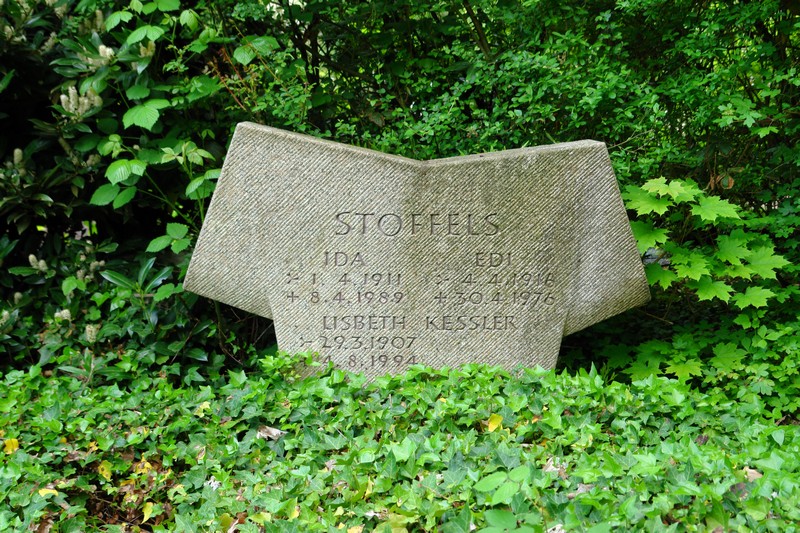 STOFFELS
IDA EDI
1.4.1911 4.4.1916
+ 8.4.1989 +30.4.1976
LISBETH KESSLER
29.3.1907
4.8.1994